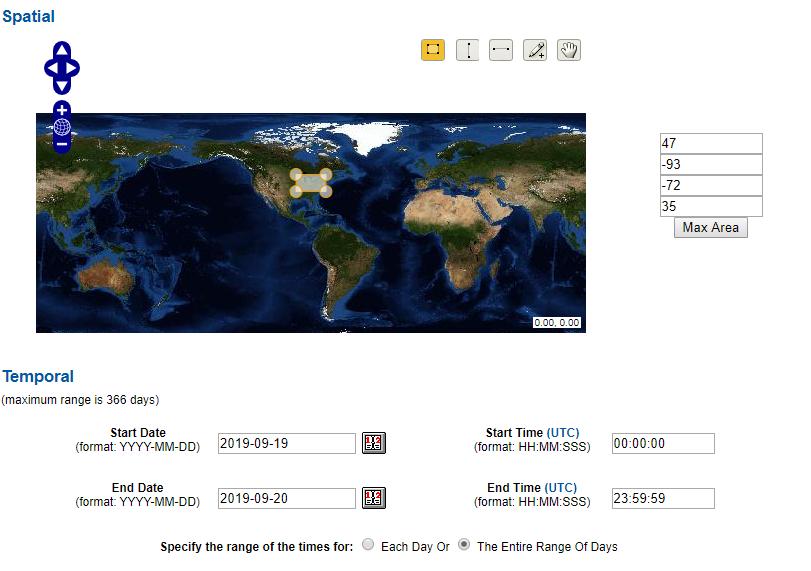 Spatial
47
-93
-72
35
Max Area
0.00, 0.00
Temporal
(maximum range is 366 days)
Start Date
(format: YYYY-MM-DD)
2019-09-19
Start Time (UTC)
(format: HH:MM:SSS)
00:00:00
End Date
(format: YYYY-MM-DD)
2019-09-20
End Time (UTC)
(format: HH:MM:SSS)
23:59:59
Specify the range of the times for: Each Day Or The Entire Range Of Days